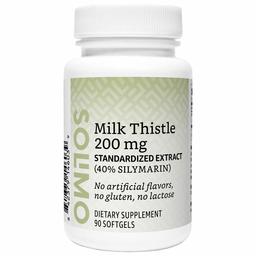 SOLIMO
Milk Thistle
200 mg
STANDARDIZED EXTRACT
(40% SILYMARIN)
No artificial flavors,
no gluten, no lactose
DIETARY SUPPLEMENT
90 SOFTGELS